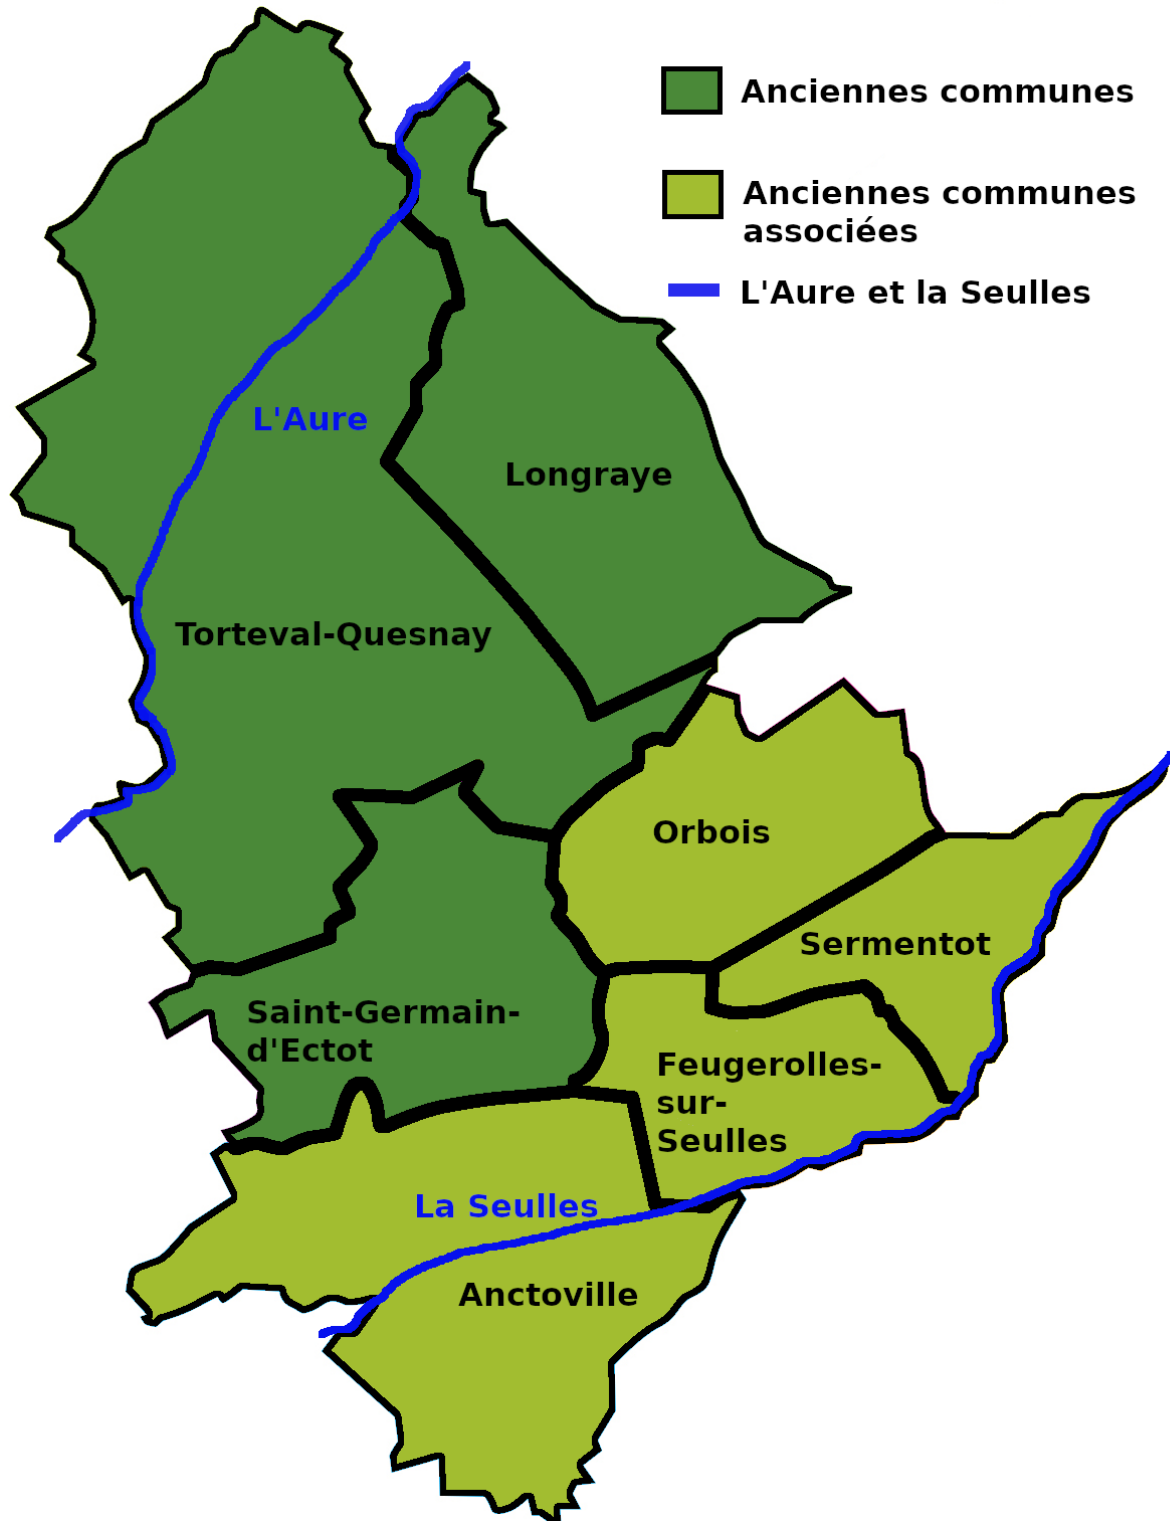 Anciennes communes
Anciennes communes
associées
L'Aure et la Seulles
L'Aure
Longraye
Torteval-Quesnay
Orbois
Sermentot
Saint-Germain-
d'Ectot
Feugerolles-
sur-
Seulles
La Seulles
Anctoville